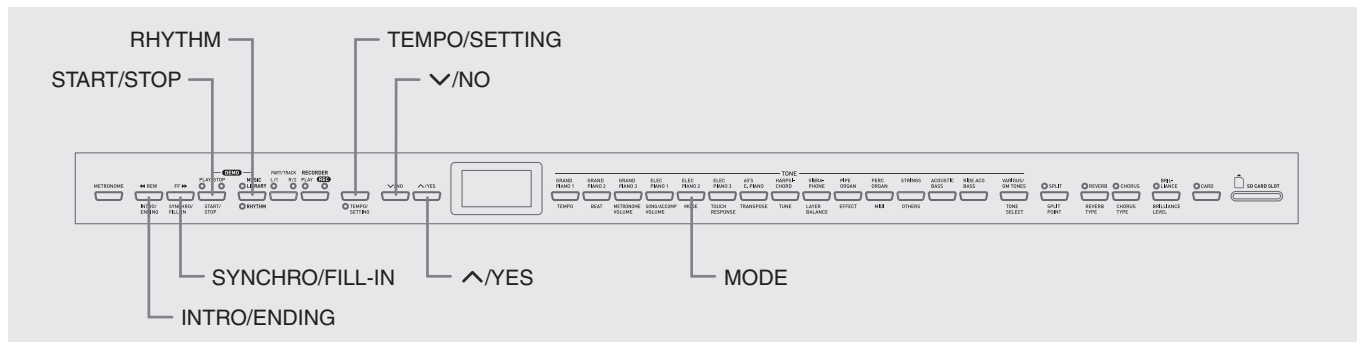 RHYTHM
TEMPO/SETTING
START/STOP
∨/NO
DEMO
TONE
PLAY/STOP
MUSIC LIBRARY
PART/TRACK
L/1 R/2
RECORDER
PLAY REC
METRONOME
◀◀ REW
FF ▶▶
∨/NO
∧/YES
GRAND PIANO 1
GRAND PIANO 2
GRAND PIANO 3
ELEC PIANO 1
ELEC PIANO 2
ELEC PIANO 3
60'S E. PIANO
HARPSI-CHORD
VIBRA-PHONE
PIPE ORGAN
PERC ORGAN
STRINGS
ACOUSTIC BASS
RIDE ACO BASS
VARIOUS/GM TONES
SPLIT
REVERB
CHORUS
BRIL-LIANCE
CARD
SD CARD SLOT
INTRO/ENDING
SYNCHRO/FILL-IN
START/STOP
RHYTHM
TEMPO/SETTING
TEMPO
BEAT
METRONOME VOLUME
SONG/ACCOMP VOLUME
MODE
TOUCH RESPONSE
TRANSPOSE
TUNE
LAYER BALANCE
EFFECT
MIDI
OTHERS
TONE SELECT
SPLIT POINT
REVERB TYPE
CHORUS TYPE
BRILLIANCE LEVEL
SYNCHRO/FILL-IN
∧/YES
MODE
INTRO/ENDING